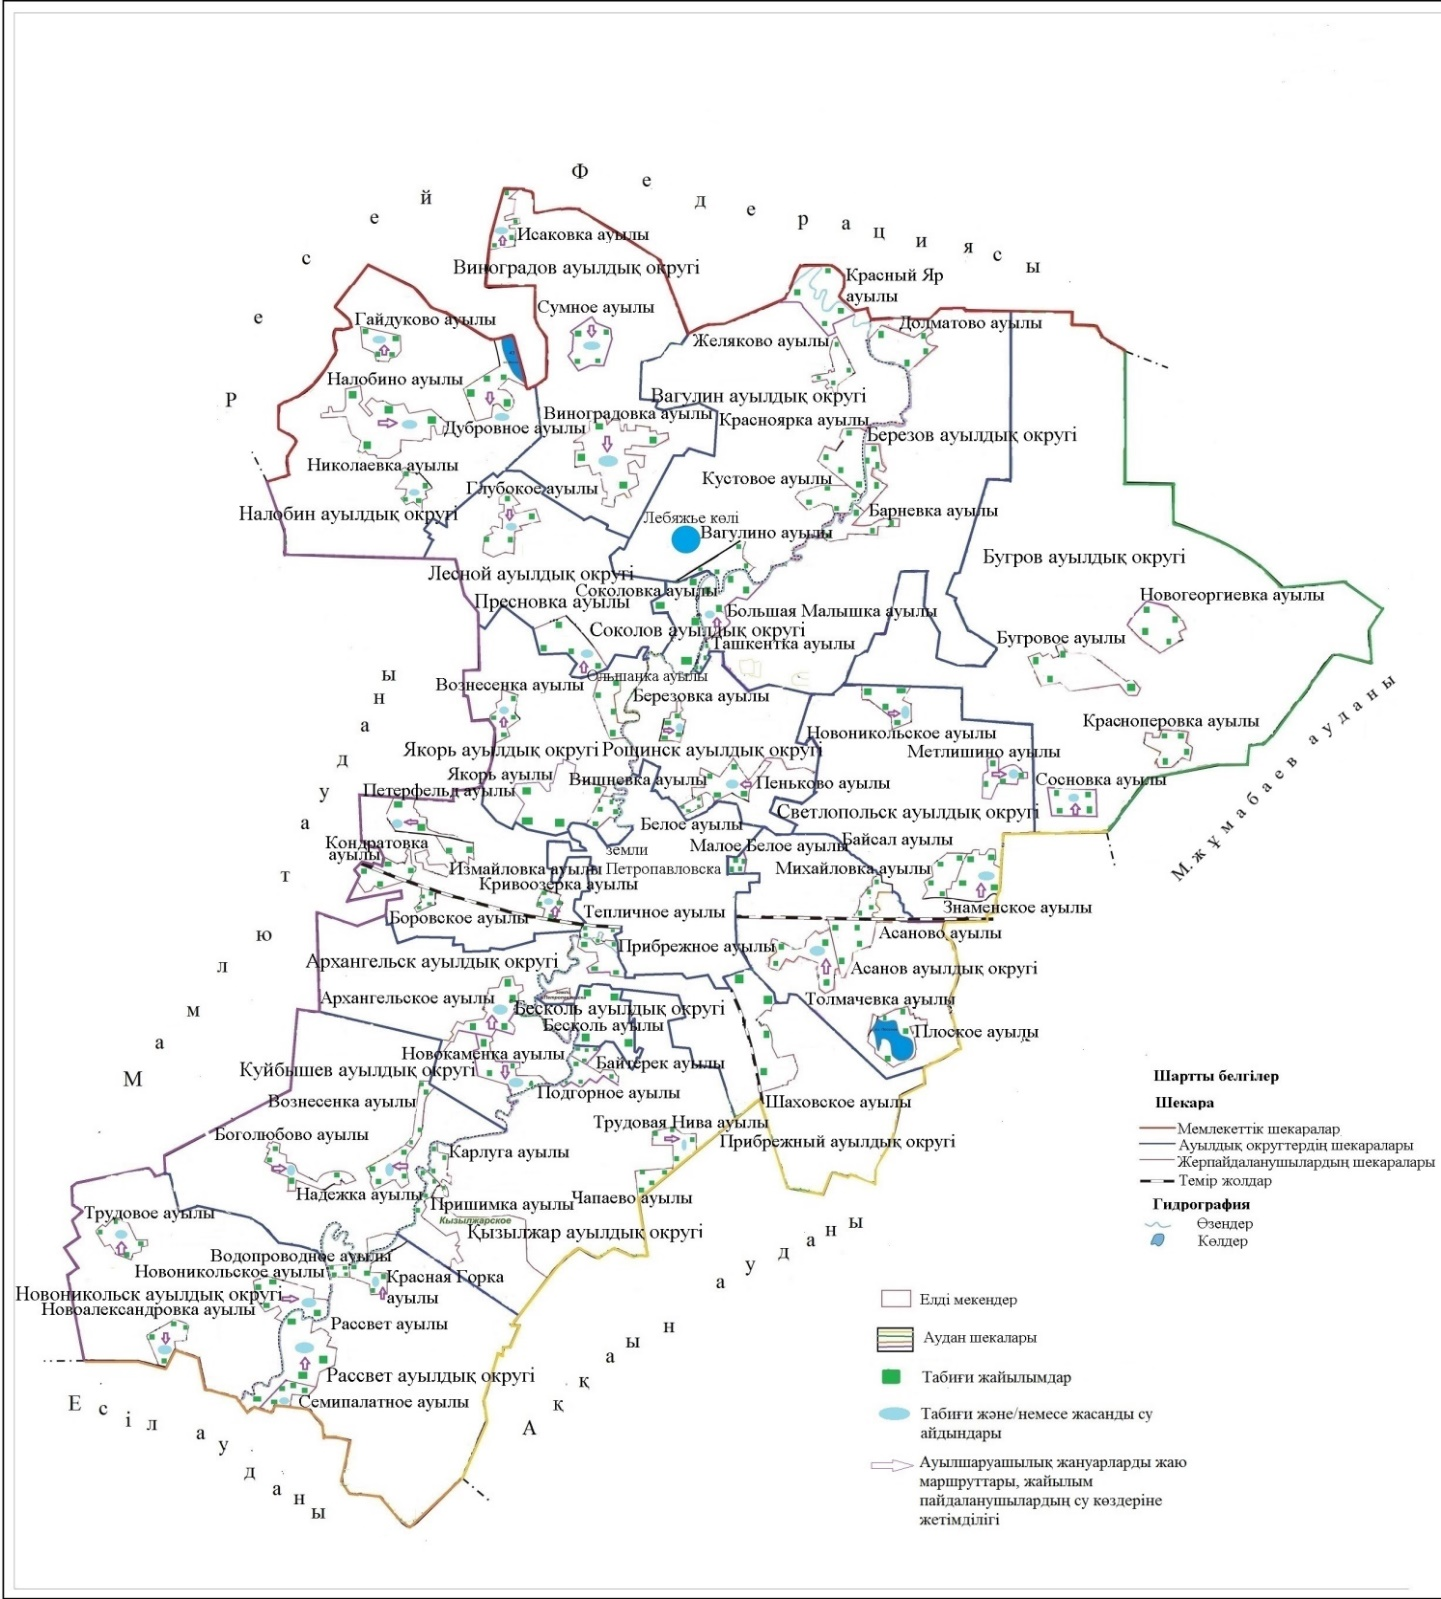 Ресей Федерациясы
Исаковка ауылы
Виноградов ауылдық округі
Красный Яр
ауылы
Сумное ауылы
Гайдуково ауылы
Долматово ауылы
Желяково ауылы
Налобино ауылы
Вагулин ауылдық округі
Виноградовка ауылы
Красноярка ауылы
Дубровное ауылы
Березов ауылдық округі
Николаевка ауылы
Кустовое ауылы
Глубокое ауылы
Налобин ауылдық округі
Лебяжье көлі
Барневка ауылы
Вагулино ауылы
Бугров ауылдық округі
Лесной ауылдық округі
Соколовка ауылы
Новогеоргиевка ауылы
Пресновка ауылы
Большая Малышка ауылы
Соколов ауылдық округі
Бугровое ауылы
Ташкентка ауылы
Ольшанка ауылы
Вознесенка ауылы
Березовка ауылы
Красноперовка ауылы
Новоникольское ауылы
Якорь ауылдық округі
Рощинск ауылдық округі
Метлишино ауылы
Якорь ауылы
Вишневка ауылы
Пеньково ауылы
Сосновка ауылы
Петерфельд ауылы
Светлопольск ауылдық округі
Белое ауылы
Кондратовка
ауылы
Малое Белое ауылы
Байсал ауылы
земли
Петропавловска
Измайловка ауылы
Михайловка ауылы
Кривоозерка ауылы
Боровское ауылы
Тепличное ауылы
Знаменское ауылы
Прибрежное ауылы
Асаново ауылы
Архангельск ауылдық округі
Асанов ауылдық округі
Архангельское ауылы
Толмачевка ауылы
Бесколь ауылдық округі
Бесколь ауылы
Плоское ауылы
Новокаменка ауылы
Байтерек ауылы
Куйбышев ауылдық округі
Подгорное ауылы
Вознесенка ауылы
Шаховское ауылы
Трудовая Нива ауылы
Боголюбово ауылы
Прибрежный ауылдық округі
Карлуга ауылы
Надежка ауылы
Пришимка ауылы
Чапаево ауылы
Трудовое ауылы
Кызылжарское
Қызылжар ауылдық округі
Водопроводное ауылы
Новоникольское ауылы
Красная Горка
ауылы
Новоникольск ауылдық округі
Новоалександровка ауылы
Рассвет ауылы
Рассвет ауылдық округі
Семипалатное ауылы
Мамлют ауданы
М.жұмабаев ауданы
Есіл ауданы
Аққайың ауданы
Шартты белгілер
Шекара
Мемлекеттік шекаралар
Ауылдық округтердің шекаралары
Жерпайдаланушылардың шекаралары
Темір жолдар
Гидрография
Өзендер
Көлдер
Елді мекендер
Аудан шекалары
Табиғи жайылымдар
Табиғи және/немесе жасанды су
айдындары
Ауылшаруашылық жануарларды жаю
маршруттары, жайылым
пайдаланушылардың су көздеріне
жетімділігі